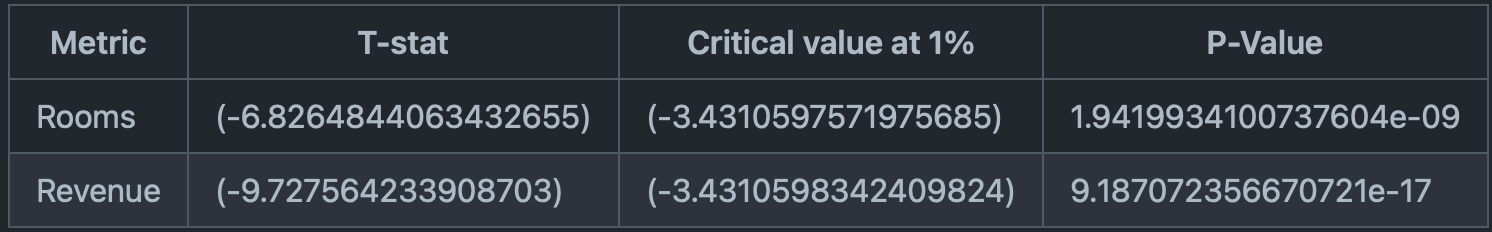 Metric T-stat Critical value at 1% P-Value
Rooms (-6.8264844063432655) (-3.4310597571975685) 1.9419934100737604e-09
Revenue (-9.727564233908703) (-3.4310598342409824) 9.187072356670721e-17